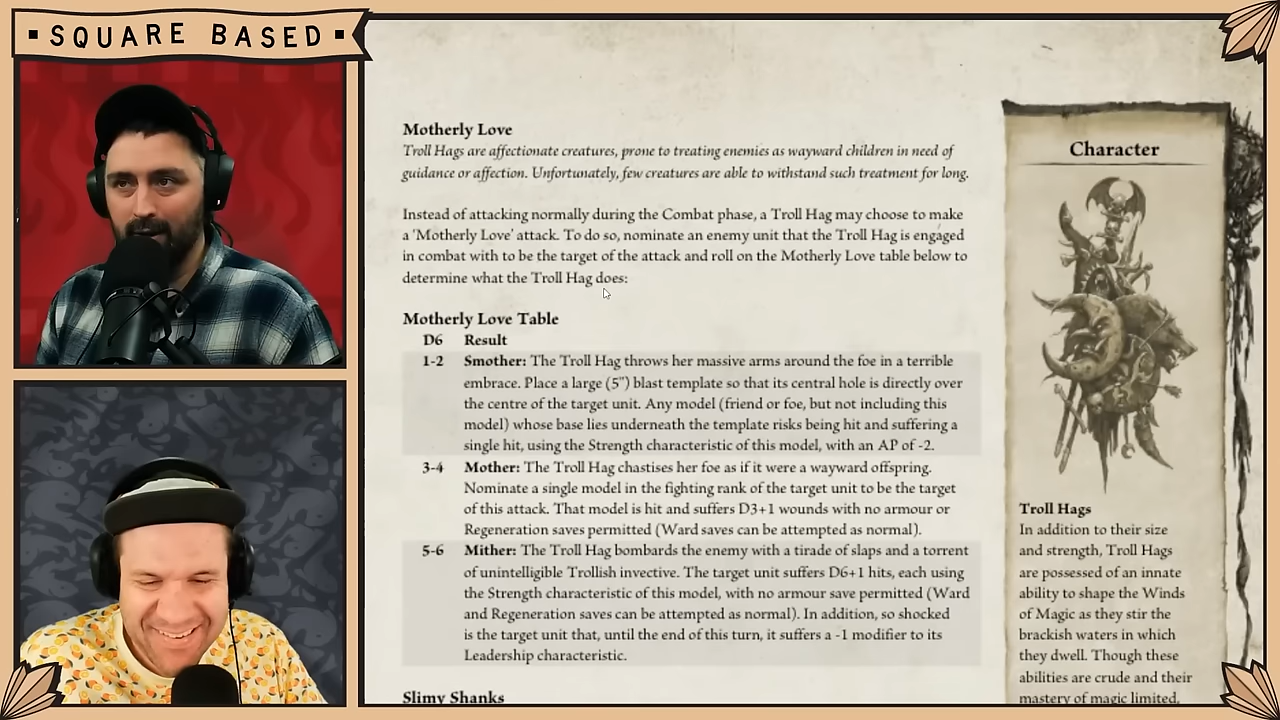 SQUARE BASED
Motherly Love
Troll Hags are affectionate creatures, prone to treating enemies as wayward children in need of
guidance or affection. Unfortunately, few creatures are able to withstand such treatment for long.
Instead of attacking normally during the Combat phase, a Troll Hag may choose to make
a 'Motherly Love' attack. To do so, nominate an enemy unit that the Troll Hag is engaged
in combat with to be the target of the attack and roll on the Motherly Love table below to
determine what the Troll Hag does:
Motherly Love Table
D6 Result
1-2 Smother: The Troll Hag throws her massive arms around the foe in a terrible
embrace. Place a large (5") blast template so that its central hole is directly over
the centre of the target unit. Any model (friend or foe, but not including this
model) whose base lies underneath the template risks being hit and suffering a
single hit, using the Strength characteristic of this model, with an AP of -2.
3-4 Mother: The Troll Hag chastises her foe as if it were a wayward offspring.
Nominate a single model in the fighting rank of the target unit to be the target
of this attack. That model is hit and suffers D3+1 wounds with no armour or
Regeneration saves permitted (Ward saves can be attempted as normal).
5-6 Mither: The Troll Hag bombards the enemy with a tirade of slaps and a torrent
of unintelligible Trollish invective. The target unit suffers D6+1 hits, each using
the Strength characteristic of this model, with no armour save permitted (Ward
and Regeneration saves can be attempted as normal). In addition, so shocked
is the target unit that, until the end of this turn, it suffers a -1 modifier to its
Leadership characteristic.
Slimy Shanks
Character
Troll Hags
In addition to their size
and strength, Troll Hags
are possessed of an innate
ability to shape the Winds
of Magic as they stir the
brackish waters in which
they dwell. Though these
abilities are crude and their
mastery of magic limited,